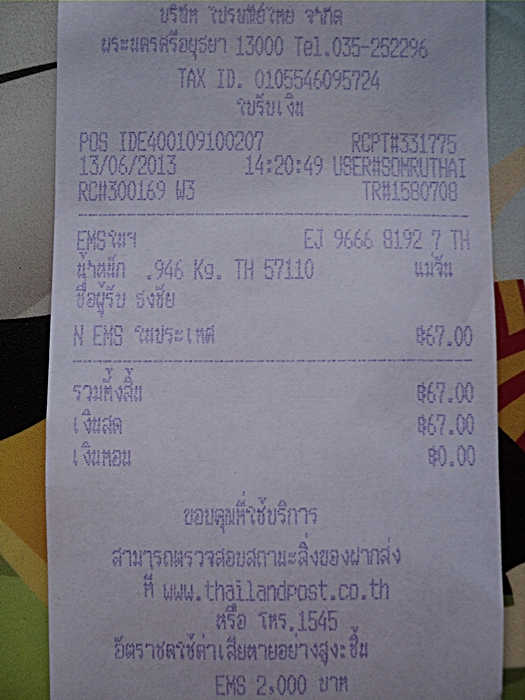 บริษัท ไปรษณีย์ไทย จำกัด
พระนครศรีอยุธยา 13000 Tel.035-252296
TAX ID. 0105546095724
ใบรับเงิน
POS IDE400109100207 RCPT#331775
13/06/2013 14:20:49 USER#SOMRUTHAI
RC#300169 W3 TR#1580708
EMSในฯ EJ 9666 8192 7 TH
น้ำหนัก .946 Kg. TH 57110 แม่จัน
ชื่อผู้รับ ธงชัย
N EMS ในประเทศ ฿67.00
รวมทั้งสิ้น ฿67.00
เงินสด ฿67.00
เงินทอน ฿0.00
ขอบคุณที่ใช้บริการ
สามารถตรวจสอบสถานะสิ่งของฝากส่ง
ที่ www.thailandpost.co.th
หรือ โทร.1545
อัตราชดใช้ค่าเสียหายอย่างสูงะชิ้น
EMS 2,000 บาท